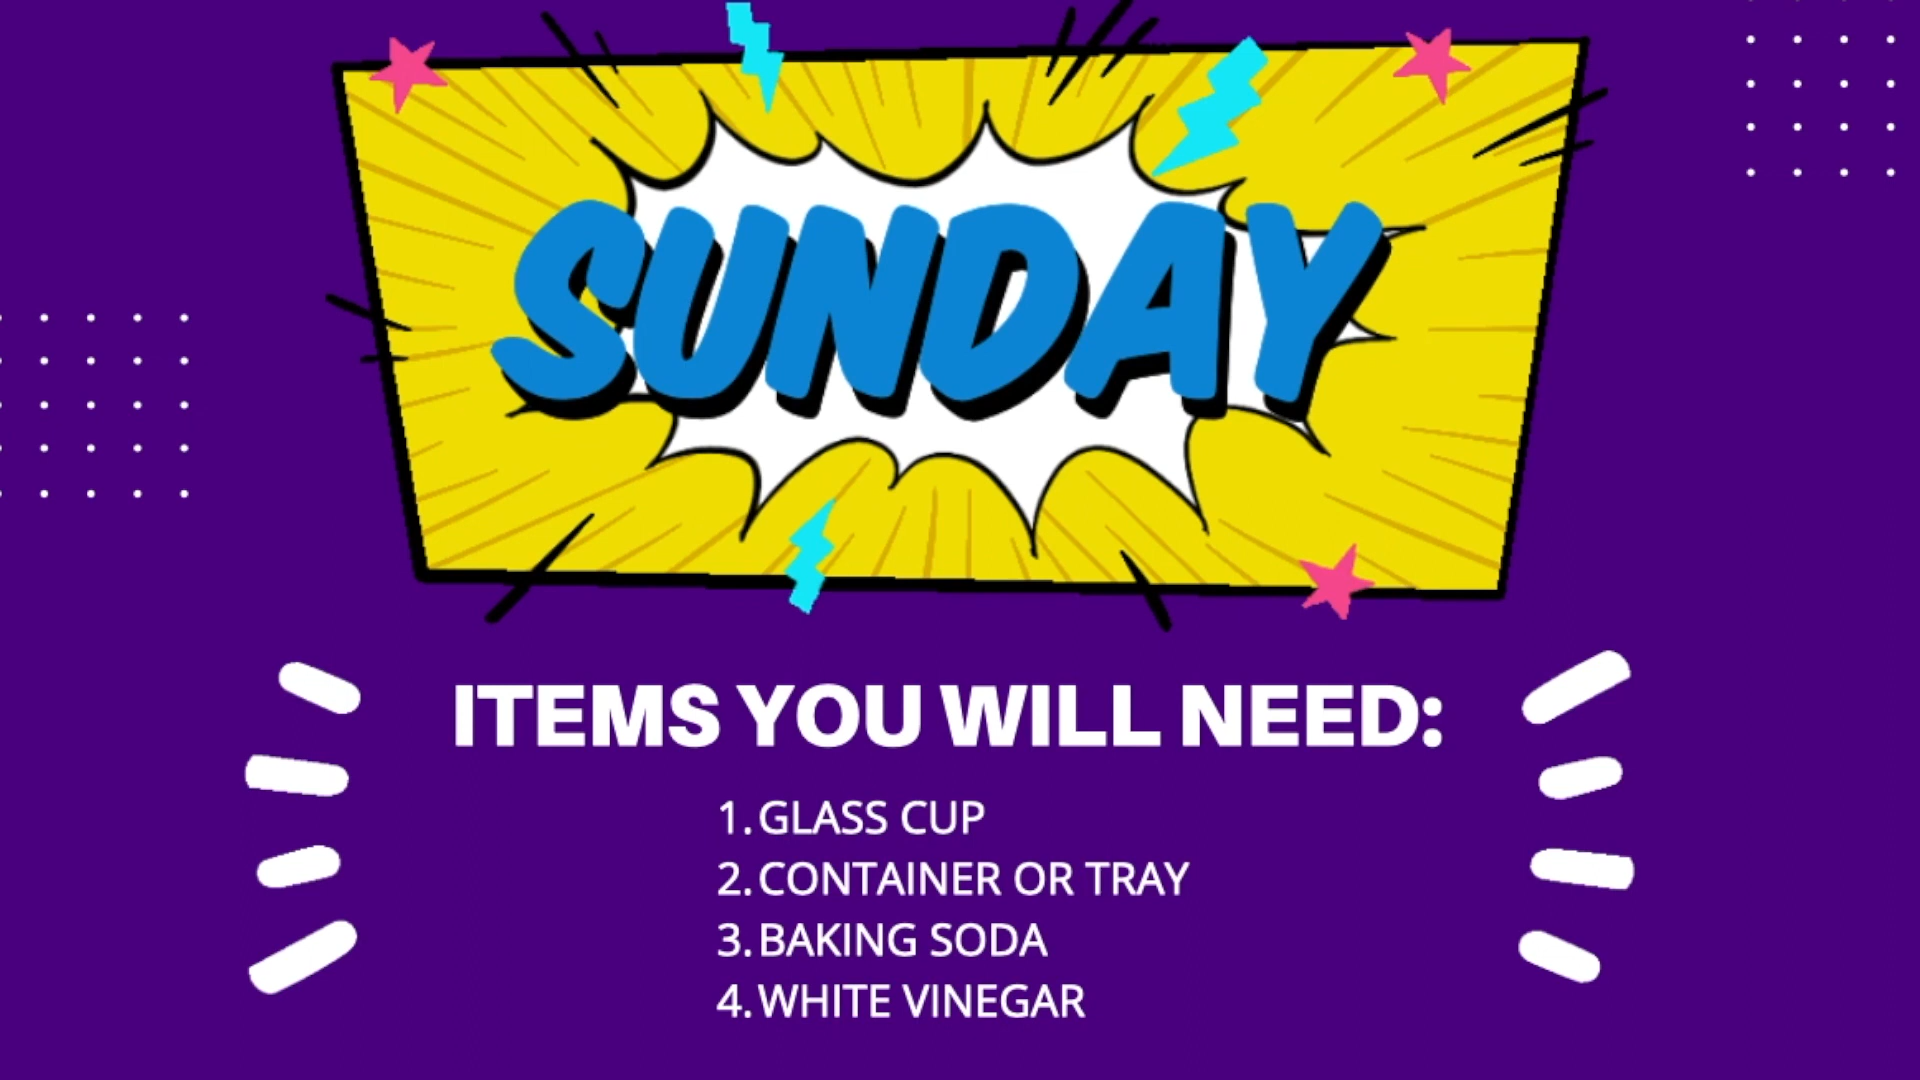 SUNDAY
ITEMS YOU WILL NEED:
1. GLASS CUP
2. CONTAINER OR TRAY
3. BAKING SODA
4. WHITE VINEGAR